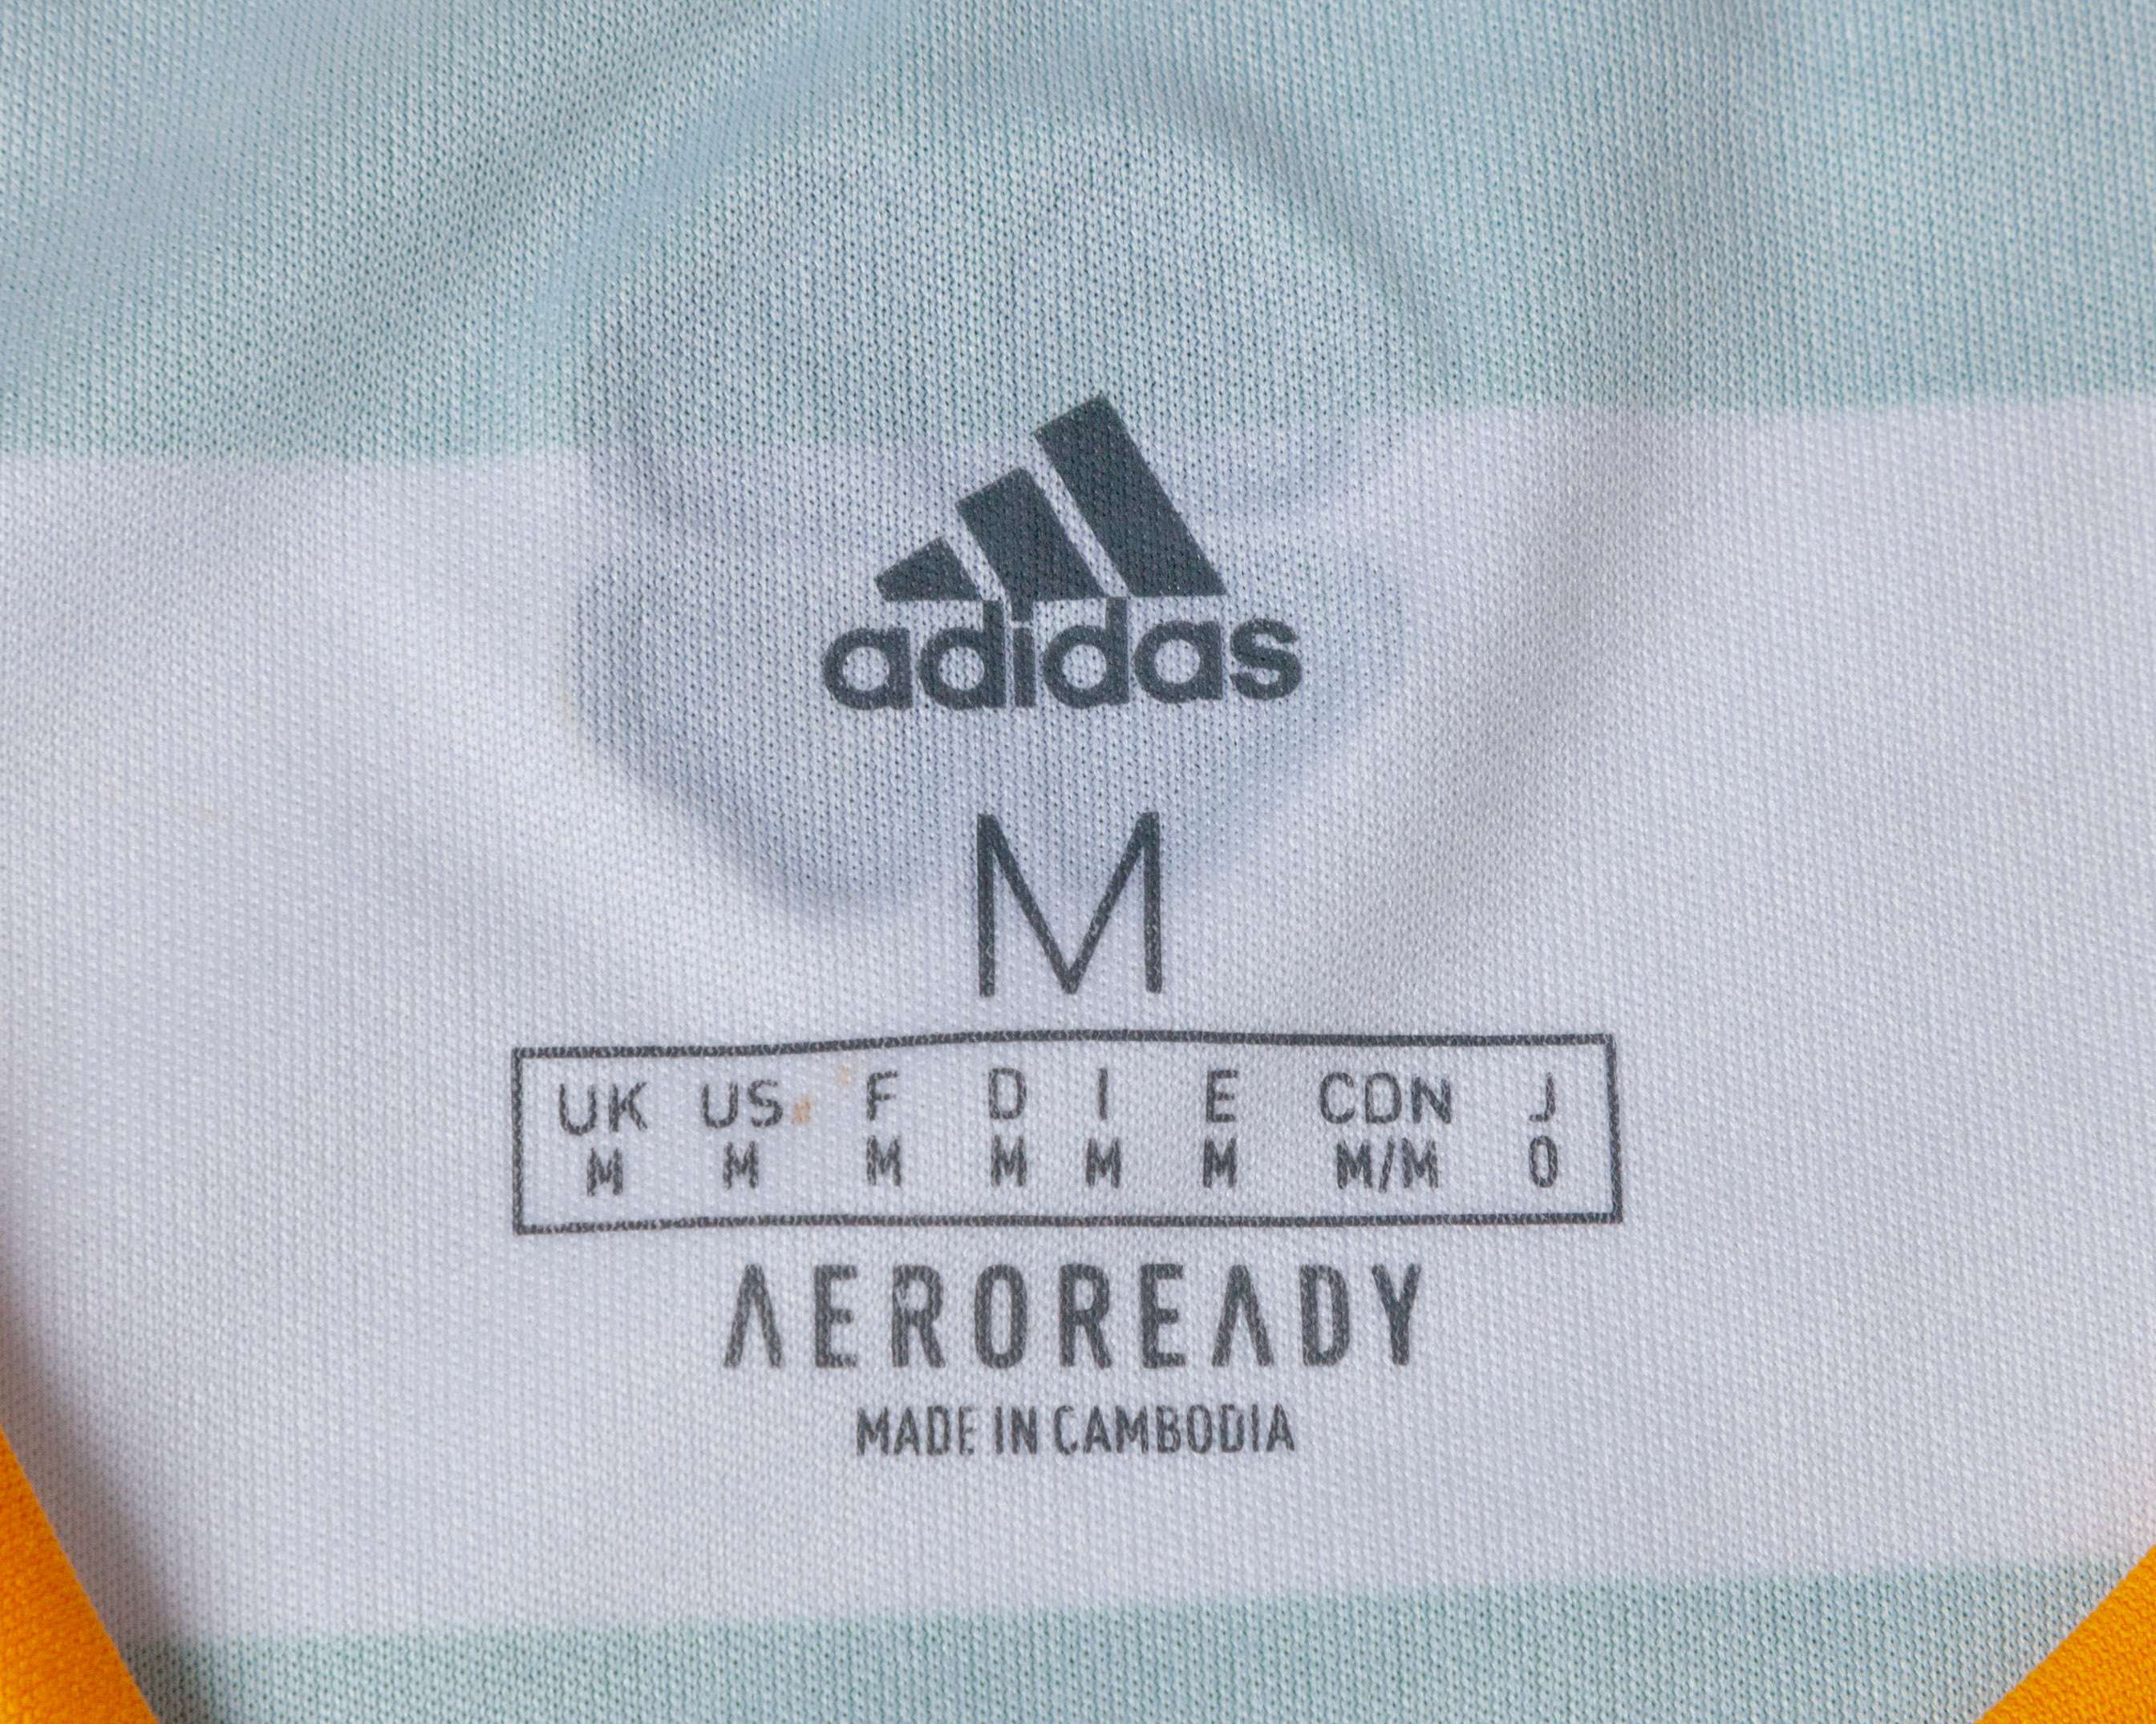 adidas
M
UK US F D I E CDN J
M M M M M M M/M O
AEROREADY
MADE IN CAMBODIA